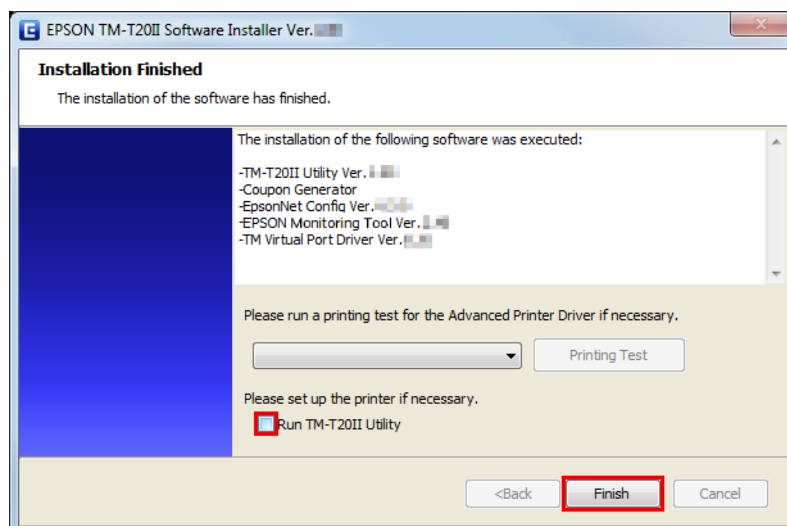 EPSON TM-T20II Software Installer Ver.
Installation Finished
The installation of the software has finished.
The installation of the following software was executed:
-TM-T20II Utility Ver.
-Coupon Generator
-EpsonNet Config Ver.
-EPSON Monitoring Tool Ver.
-TM Virtual Port Driver Ver.
Please run a printing test for the Advanced Printer Driver if necessary.
Printing Test
Please set up the printer if necessary.
Run TM-T20II Utility
<Back Finish Cancel